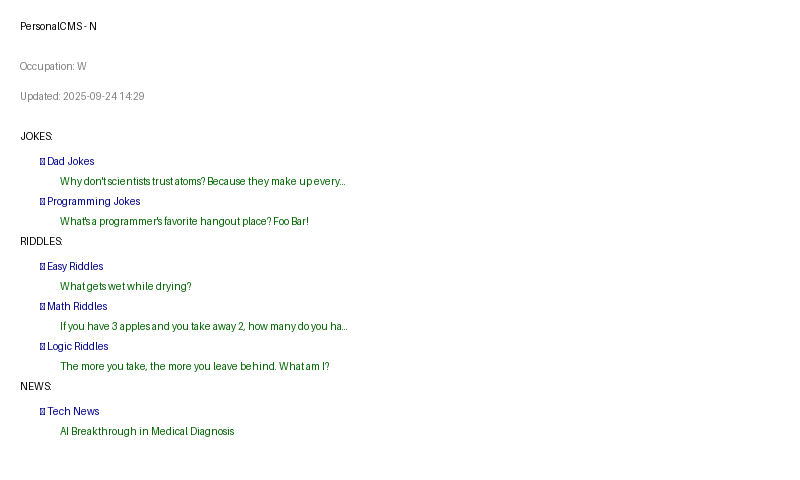 PersonalCMS - N
Occupation: W
Updated: 2025-09-24 14:29
JOKES:
Dad Jokes
Why don't scientists trust atoms? Because they make up every...
Programming Jokes
What's a programmer's favorite hangout place? Foo Bar!
RIDDLES:
Easy Riddles
What gets wet while drying?
Math Riddles
If you have 3 apples and you take away 2, how many do you ha...
Logic Riddles
The more you take, the more you leave behind. What am I?
NEWS:
Tech News
AI Breakthrough in Medical Diagnosis